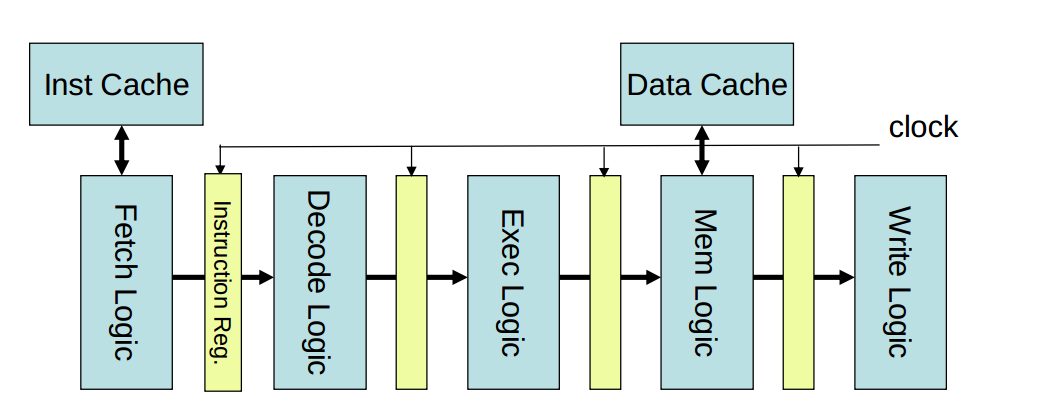 Inst Cache
Data Cache
clock
Fetch Logic
Instruction Reg.
Decode Logic
Exec Logic
Mem Logic
Write Logic